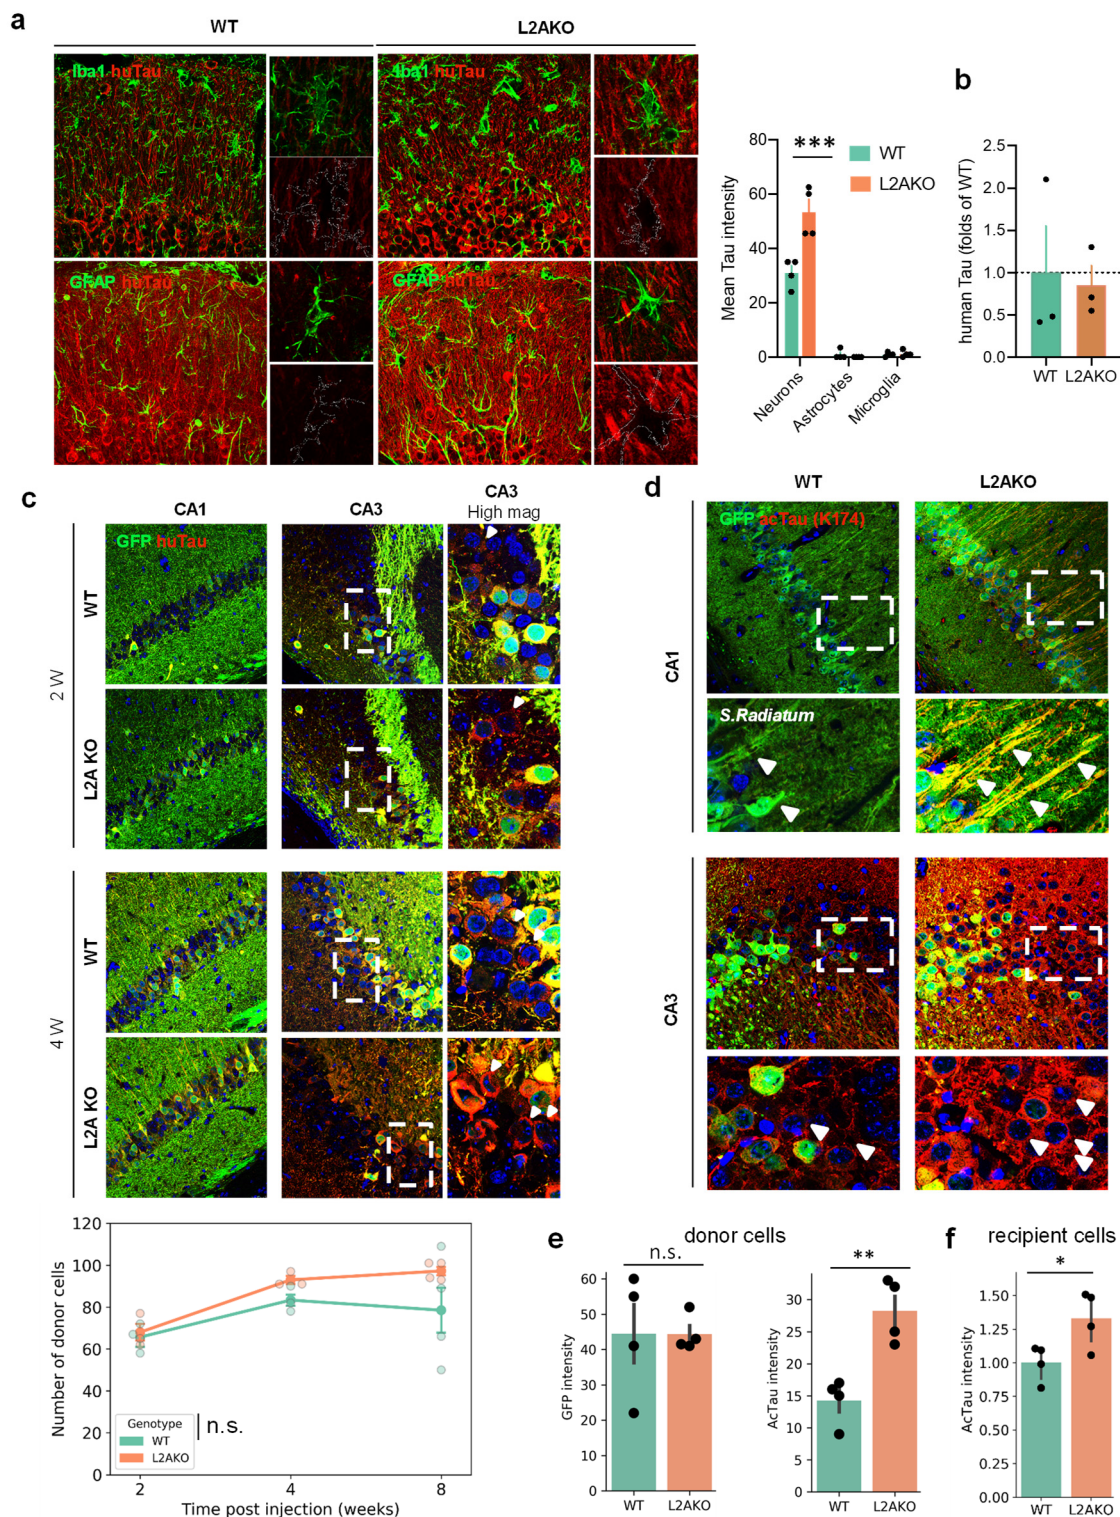 a
WT
L2AKO
Iba1 huTau
Iba1 huTau
GFAP huTau
GFAP huTau
Mean Tau intensity
80
60
40
20
0
***
WT
L2AKO
Neurons
Astrocytes
Microglia
b
human Tau (folds of WT)
2.5
2.0
1.5
1.0
0.5
0.0
WT
L2AKO
c
CA1
CA3
CA3
High mag
GFP huTau
2 W
WT
L2A KO
4 W
WT
L2A KO
Number of donor cells
120
100
80
60
40
20
0
Genotype
WT
L2AKO
n.s.
2
4
8
Time post injection (weeks)
d
WT
L2AKO
GFP acTau (K174)
CA1
S.Radiatum
CA3
e
donor cells
n.s.
GFP intensity
60
50
40
30
20
10
0
WT
L2AKO
**
AcTau intensity
30
25
20
15
10
5
0
WT
L2AKO
f
recipient cells
*
AcTau intensity
1.50
1.25
1.00
0.75
0.50
0.25
0.00
WT
L2AKO